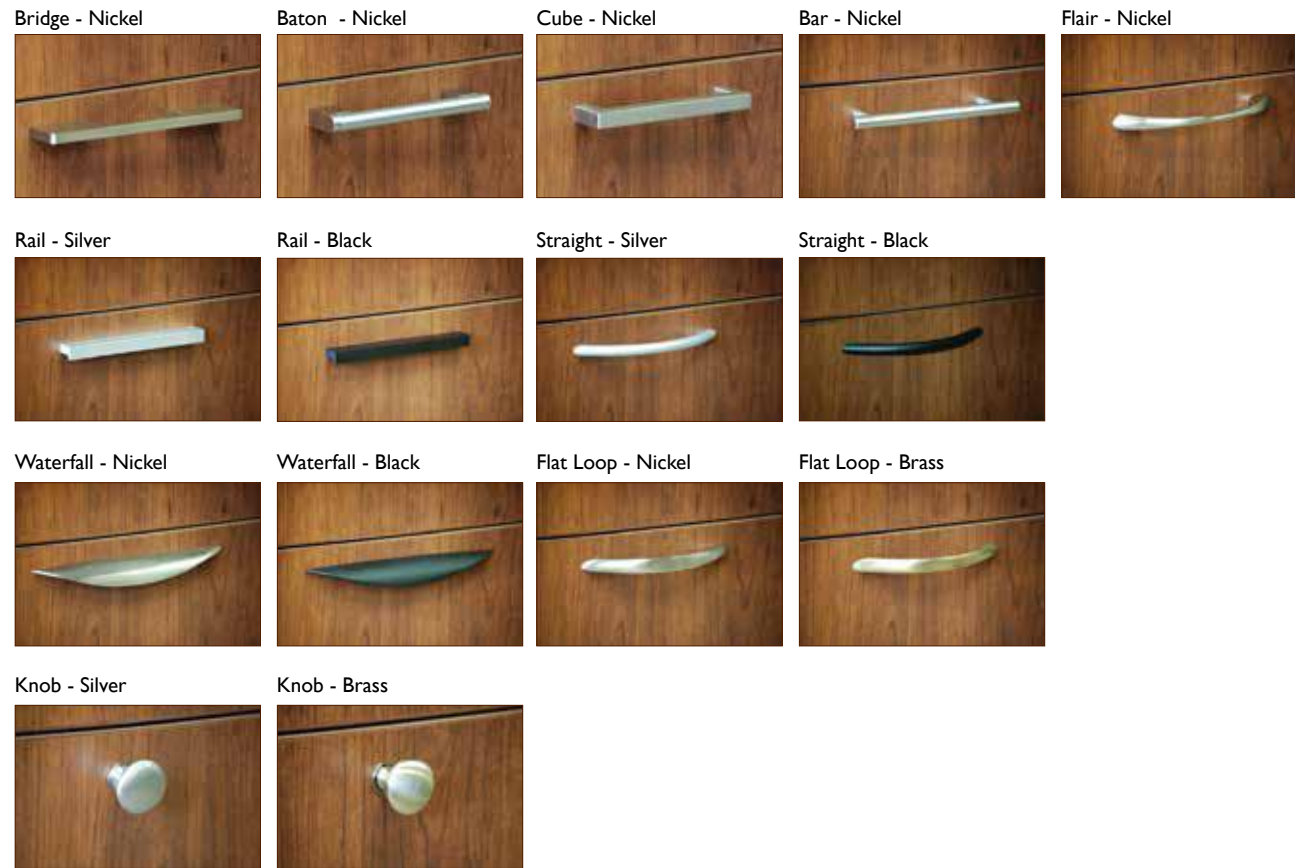 Bridge - Nickel
Baton - Nickel
Cube - Nickel
Bar - Nickel
Flair - Nickel
Rail - Silver
Rail - Black
Straight - Silver
Straight - Black
Waterfall - Nickel
Waterfall - Black
Flat Loop - Nickel
Flat Loop - Brass
Knob - Silver
Knob - Brass